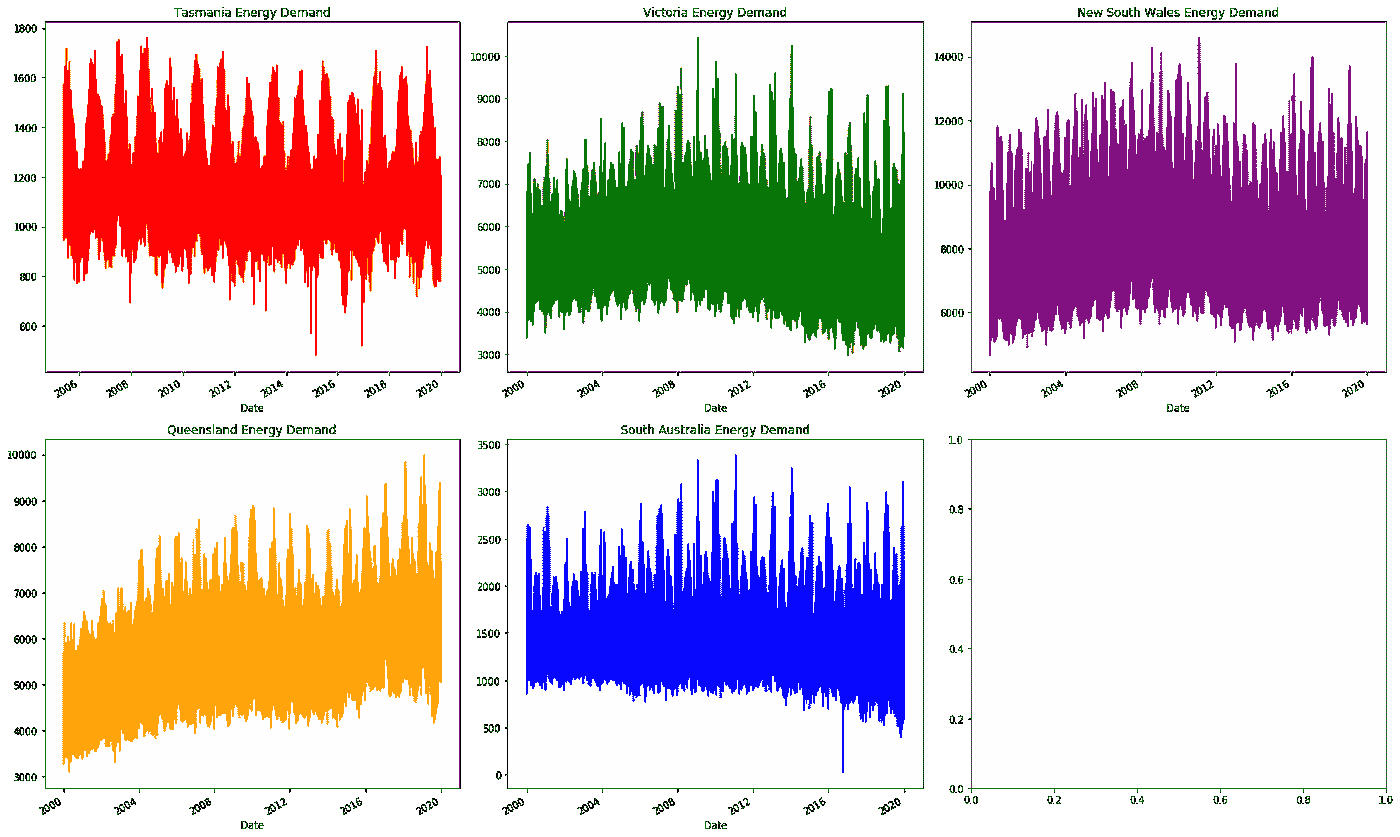 Tasmania Energy Demand
1800
1600
1400
1200
1000
800
600
2006 2008 2010 2012 2014 2016 2018 2020
Date
Victoria Energy Demand
10000
9000
8000
7000
6000
5000
4000
3000
2000 2004 2008 2012 2016 2020
Date
New South Wales Energy Demand
14000
12000
10000
8000
6000
2000 2004 2008 2012 2016 2020
Date
Queensland Energy Demand
10000
9000
8000
7000
6000
5000
4000
3000
2000 2004 2008 2012 2016 2020
Date
South Australia Energy Demand
3500
3000
2500
2000
1500
1000
500
0
2000 2004 2008 2012 2016 2020
Date
1.0
0.8
0.6
0.4
0.2
0.0
0.0 0.2 0.4 0.6 0.8 1.0